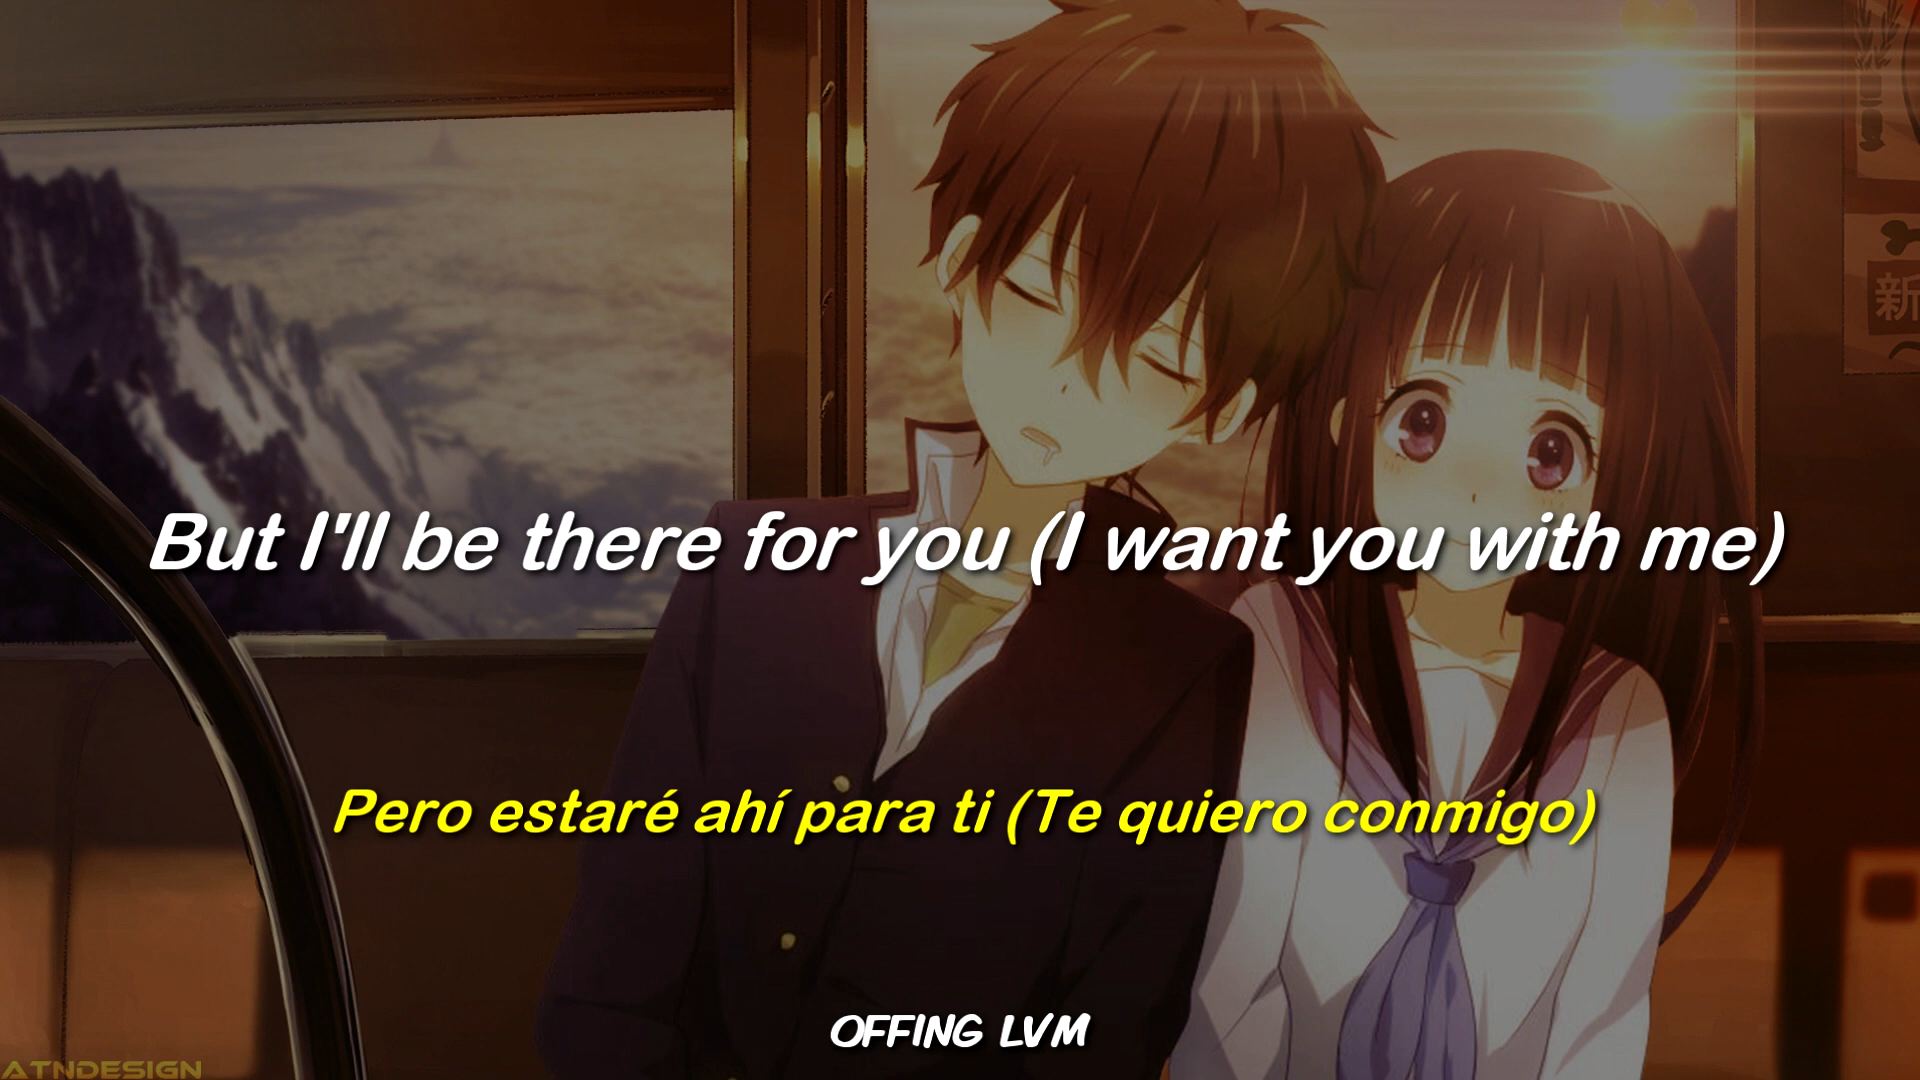 新
But I'll be there for you (I want you with me)
Pero estaré ahí para ti (Te quiero conmigo)
OFFING LVM
ATNDESIGN